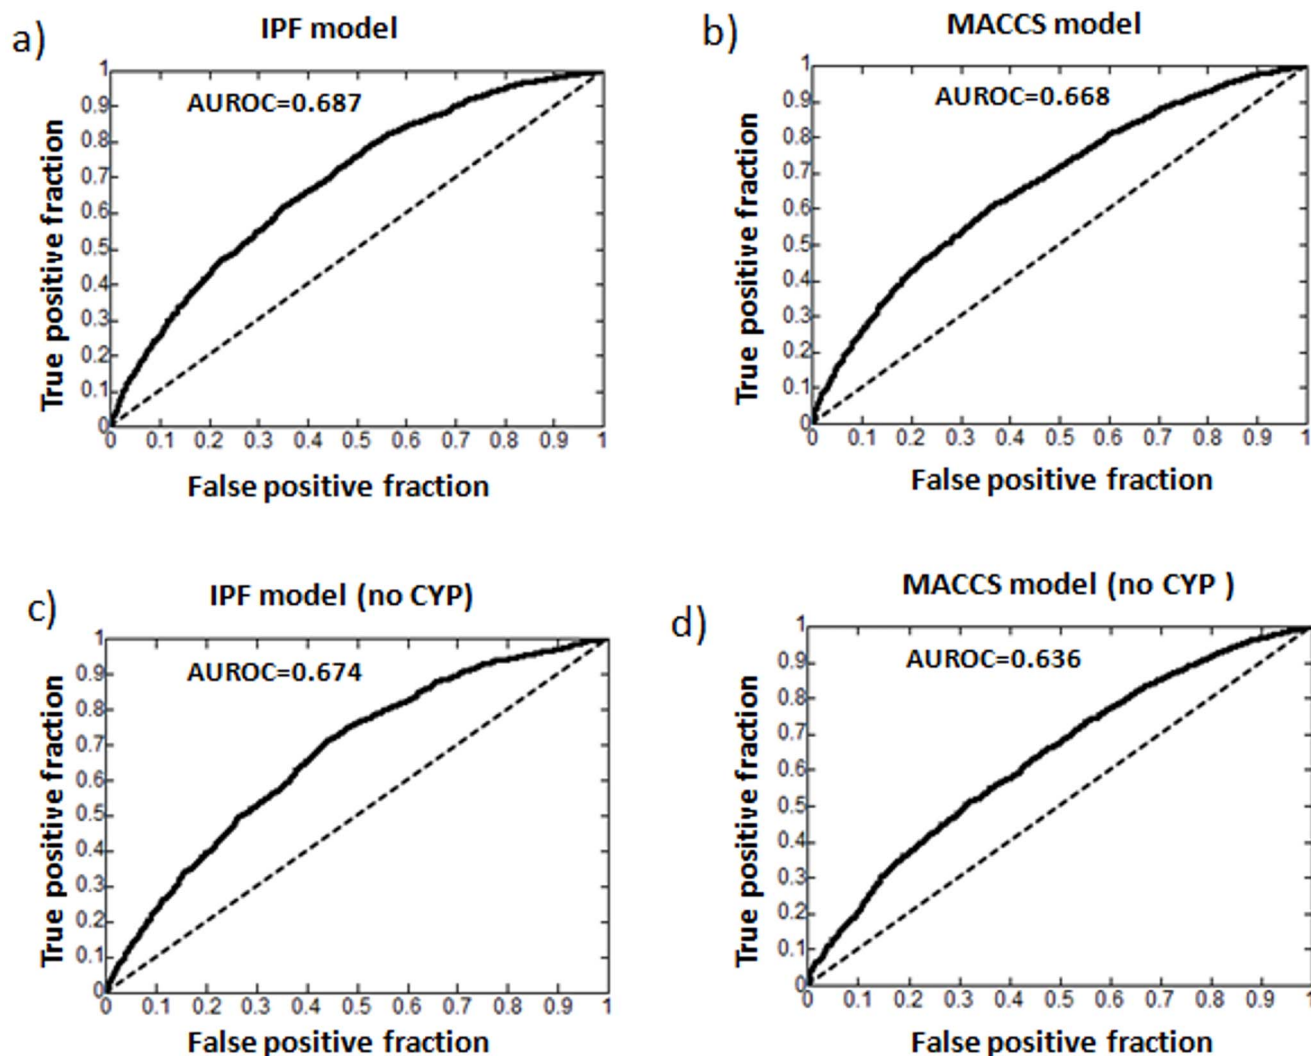 a)
IPF model
AUROC=0.687
True positive fraction
1
0.9
0.8
0.7
0.6
0.5
0.4
0.3
0.2
0.1
0
0 0.1 0.2 0.3 0.4 0.5 0.6 0.7 0.8 0.9 1
False positive fraction
b)
MACCS model
AUROC=0.668
True positive fraction
1
0.9
0.8
0.7
0.6
0.5
0.4
0.3
0.2
0.1
0
0 0.1 0.2 0.3 0.4 0.5 0.6 0.7 0.8 0.9 1
False positive fraction
c)
IPF model (no CYP)
AUROC=0.674
True positive fraction
1
0.9
0.8
0.7
0.6
0.5
0.4
0.3
0.2
0.1
0
0 0.1 0.2 0.3 0.4 0.5 0.6 0.7 0.8 0.9 1
False positive fraction
d)
MACCS model (no CYP )
AUROC=0.636
True positive fraction
1
0.9
0.8
0.7
0.6
0.5
0.4
0.3
0.2
0.1
0
0 0.1 0.2 0.3 0.4 0.5 0.6 0.7 0.8 0.9 1
False positive fraction